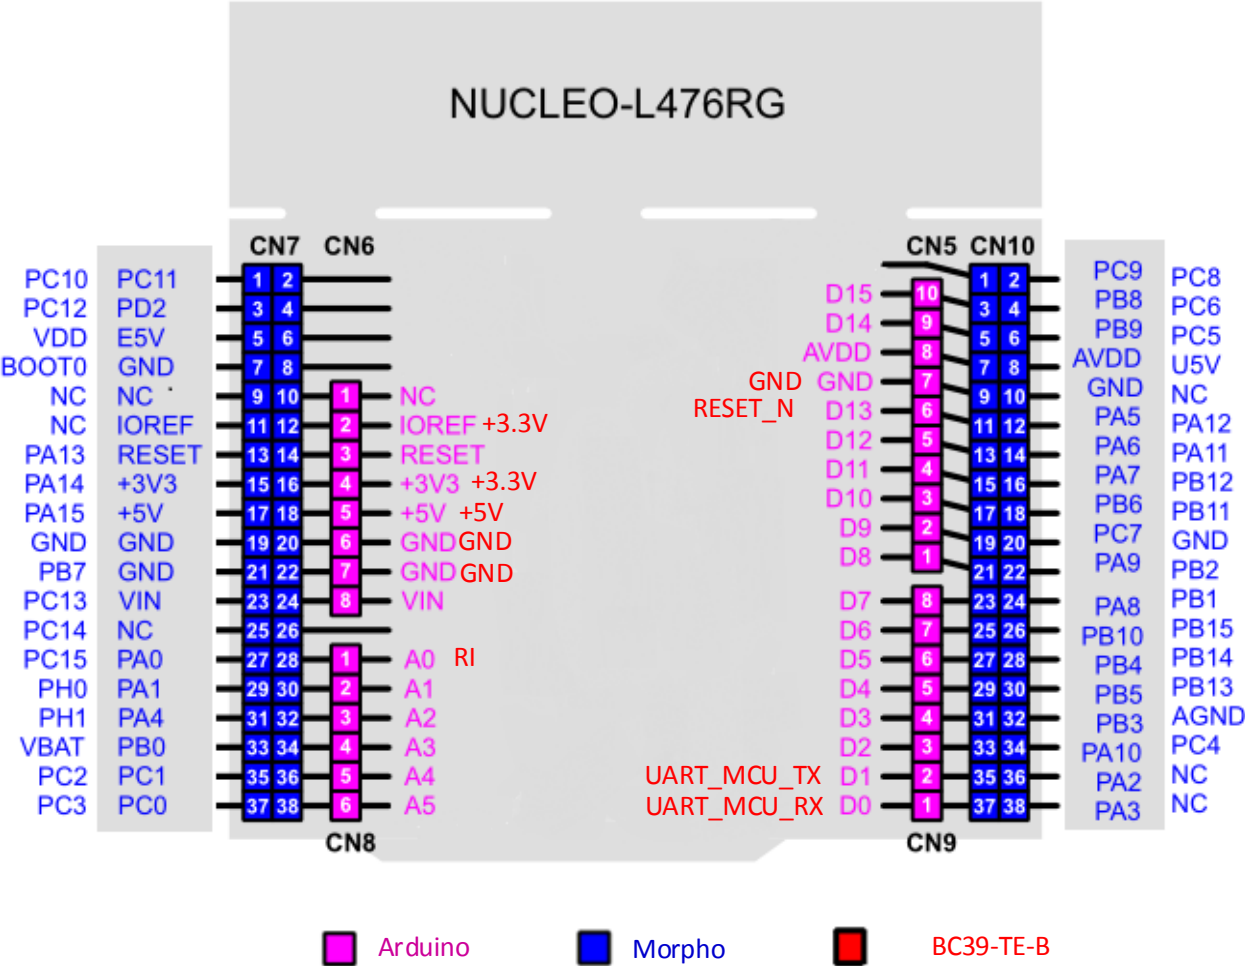 NUCLEO-L476RG
CN7 CN6 CN5 CN10
PC10 PC11 1 2
PC12 PD2 3 4
VDD E5V 5 6
BOOT0 GND 7 8
NC NC 9 10 1 NC
NC IOREF 11 12 2 IOREF +3.3V
PA13 RESET 13 14 3 RESET
PA14 +3V3 15 16 4 +3V3 +3.3V
PA15 +5V 17 18 5 +5V +5V
GND GND 19 20 6 GND GND
PB7 GND 21 22 7 GND GND
PC13 VIN 23 24 8 VIN
PC14 NC 25 26
PC15 PA0 27 28 1 A0 RI
PH0 PA1 29 30 2 A1
PH1 PA4 31 32 3 A2
VBAT PB0 33 34 4 A3
PC2 PC1 35 36 5 A4
PC3 PC0 37 38 6 A5
CN8
1 2 PC9 PC8
D15 10 3 4 PB8 PC6
D14 9 5 6 PB9 PC5
AVDD 8 7 8 AVDD U5V
GND GND 7 9 10 GND NC
RESET_N D13 6 11 12 PA5 PA12
D12 5 13 14 PA6 PA11
D11 4 15 16 PA7 PB12
D10 3 17 18 PB6 PB11
D9 2 19 20 PC7 GND
D8 1 21 22 PA9 PB2
D7 8 23 24 PA8 PB1
D6 7 25 26 PB10 PB15
D5 6 27 28 PB4 PB14
D4 5 29 30 PB5 PB13
D3 4 31 32 PB3 AGND
D2 3 33 34 PA10 PC4
UART_MCU_TX D1 2 35 36 PA2 NC
UART_MCU_RX D0 1 37 38 PA3 NC
CN9
Arduino Morpho BC39-TE-B